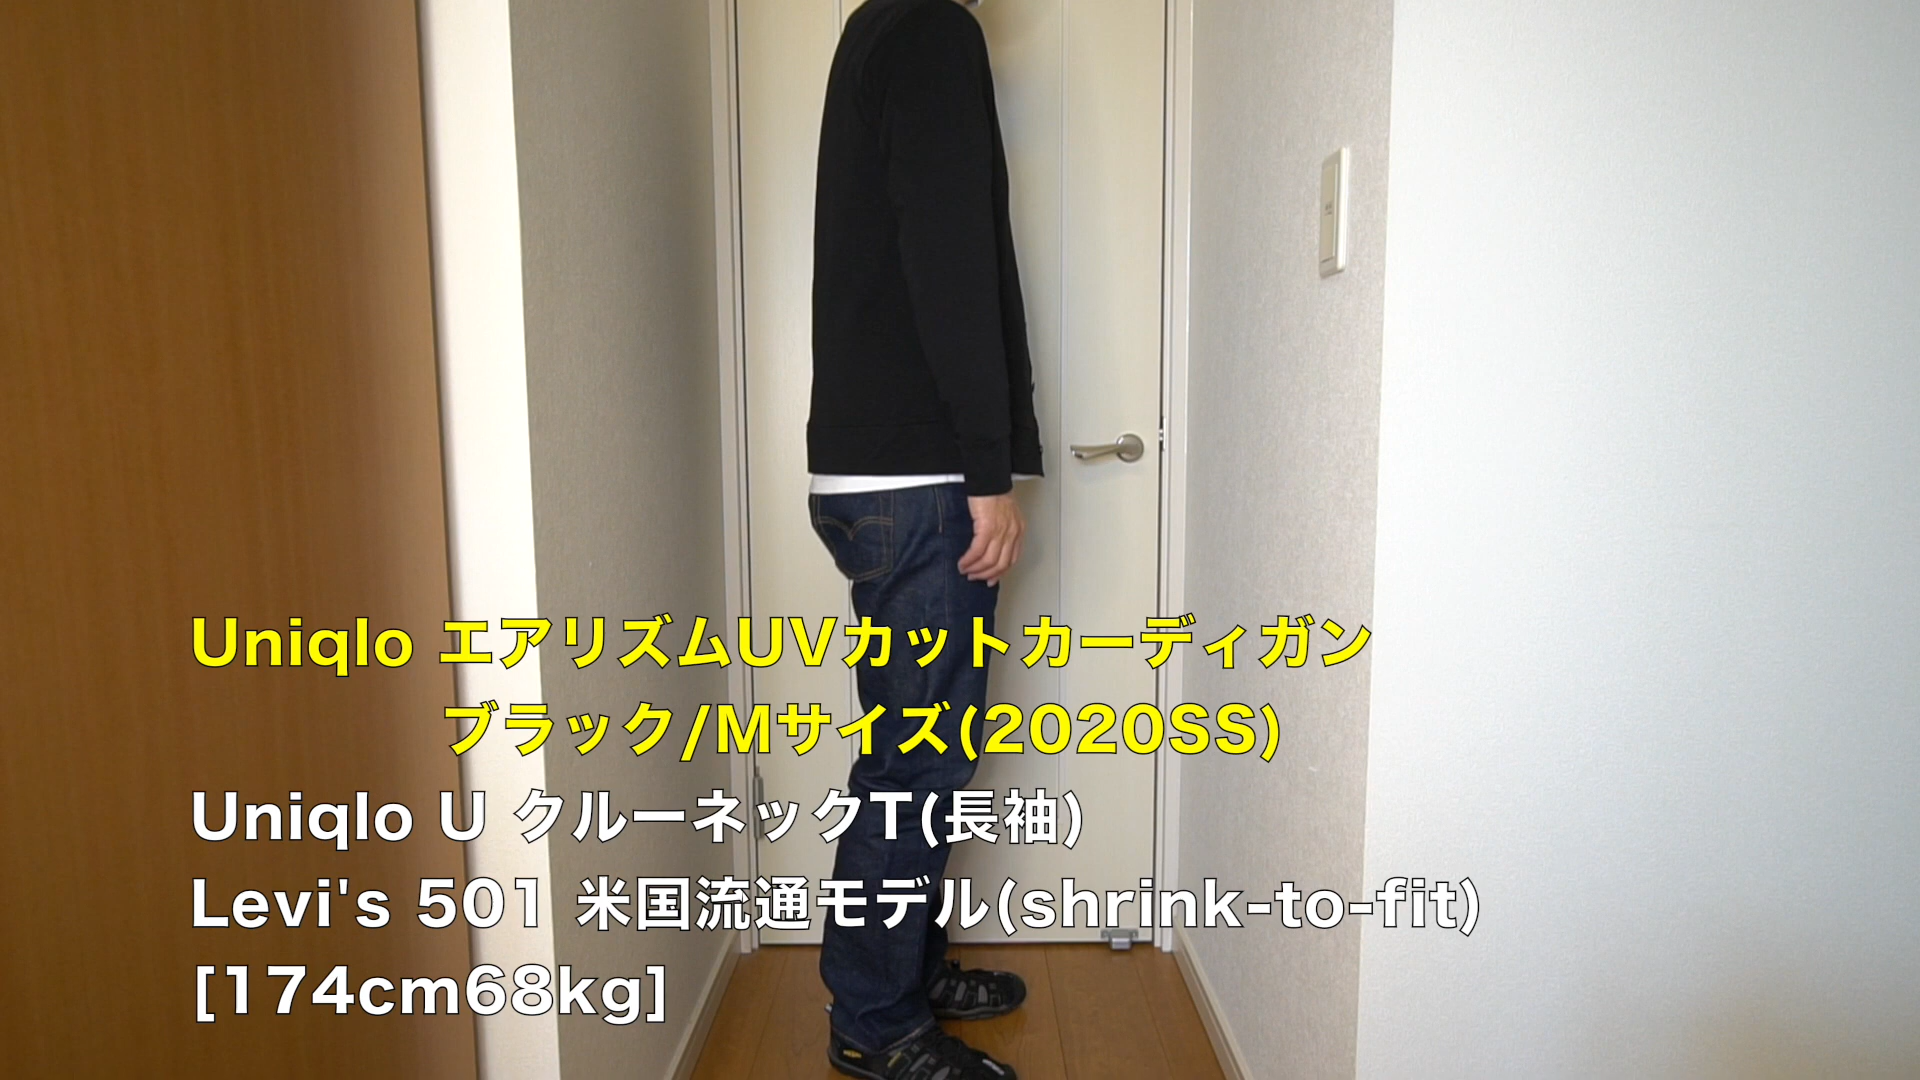 Uniqlo エアリズムUVカットカーディガン
ブラック/Mサイズ(2020SS)
Uniqlo U クルーネックT(長袖)
Levi's 501 米国流通モデル(shrink-to-fit)
[174cm68kg]